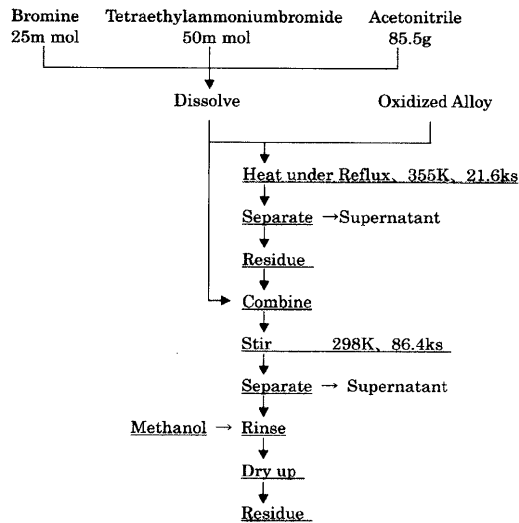 Bromine Tetraethylammoniumbromide Acetonitrile
25m mol 50m mol 85.5g
Dissolve Oxidized Alloy
Heat under Reflux、355K、21.6ks
Separate →Supernatant
Residue
Combine
Stir 298K、86.4ks
Separate → Supernatant
Methanol → Rinse
Dry up
Residue